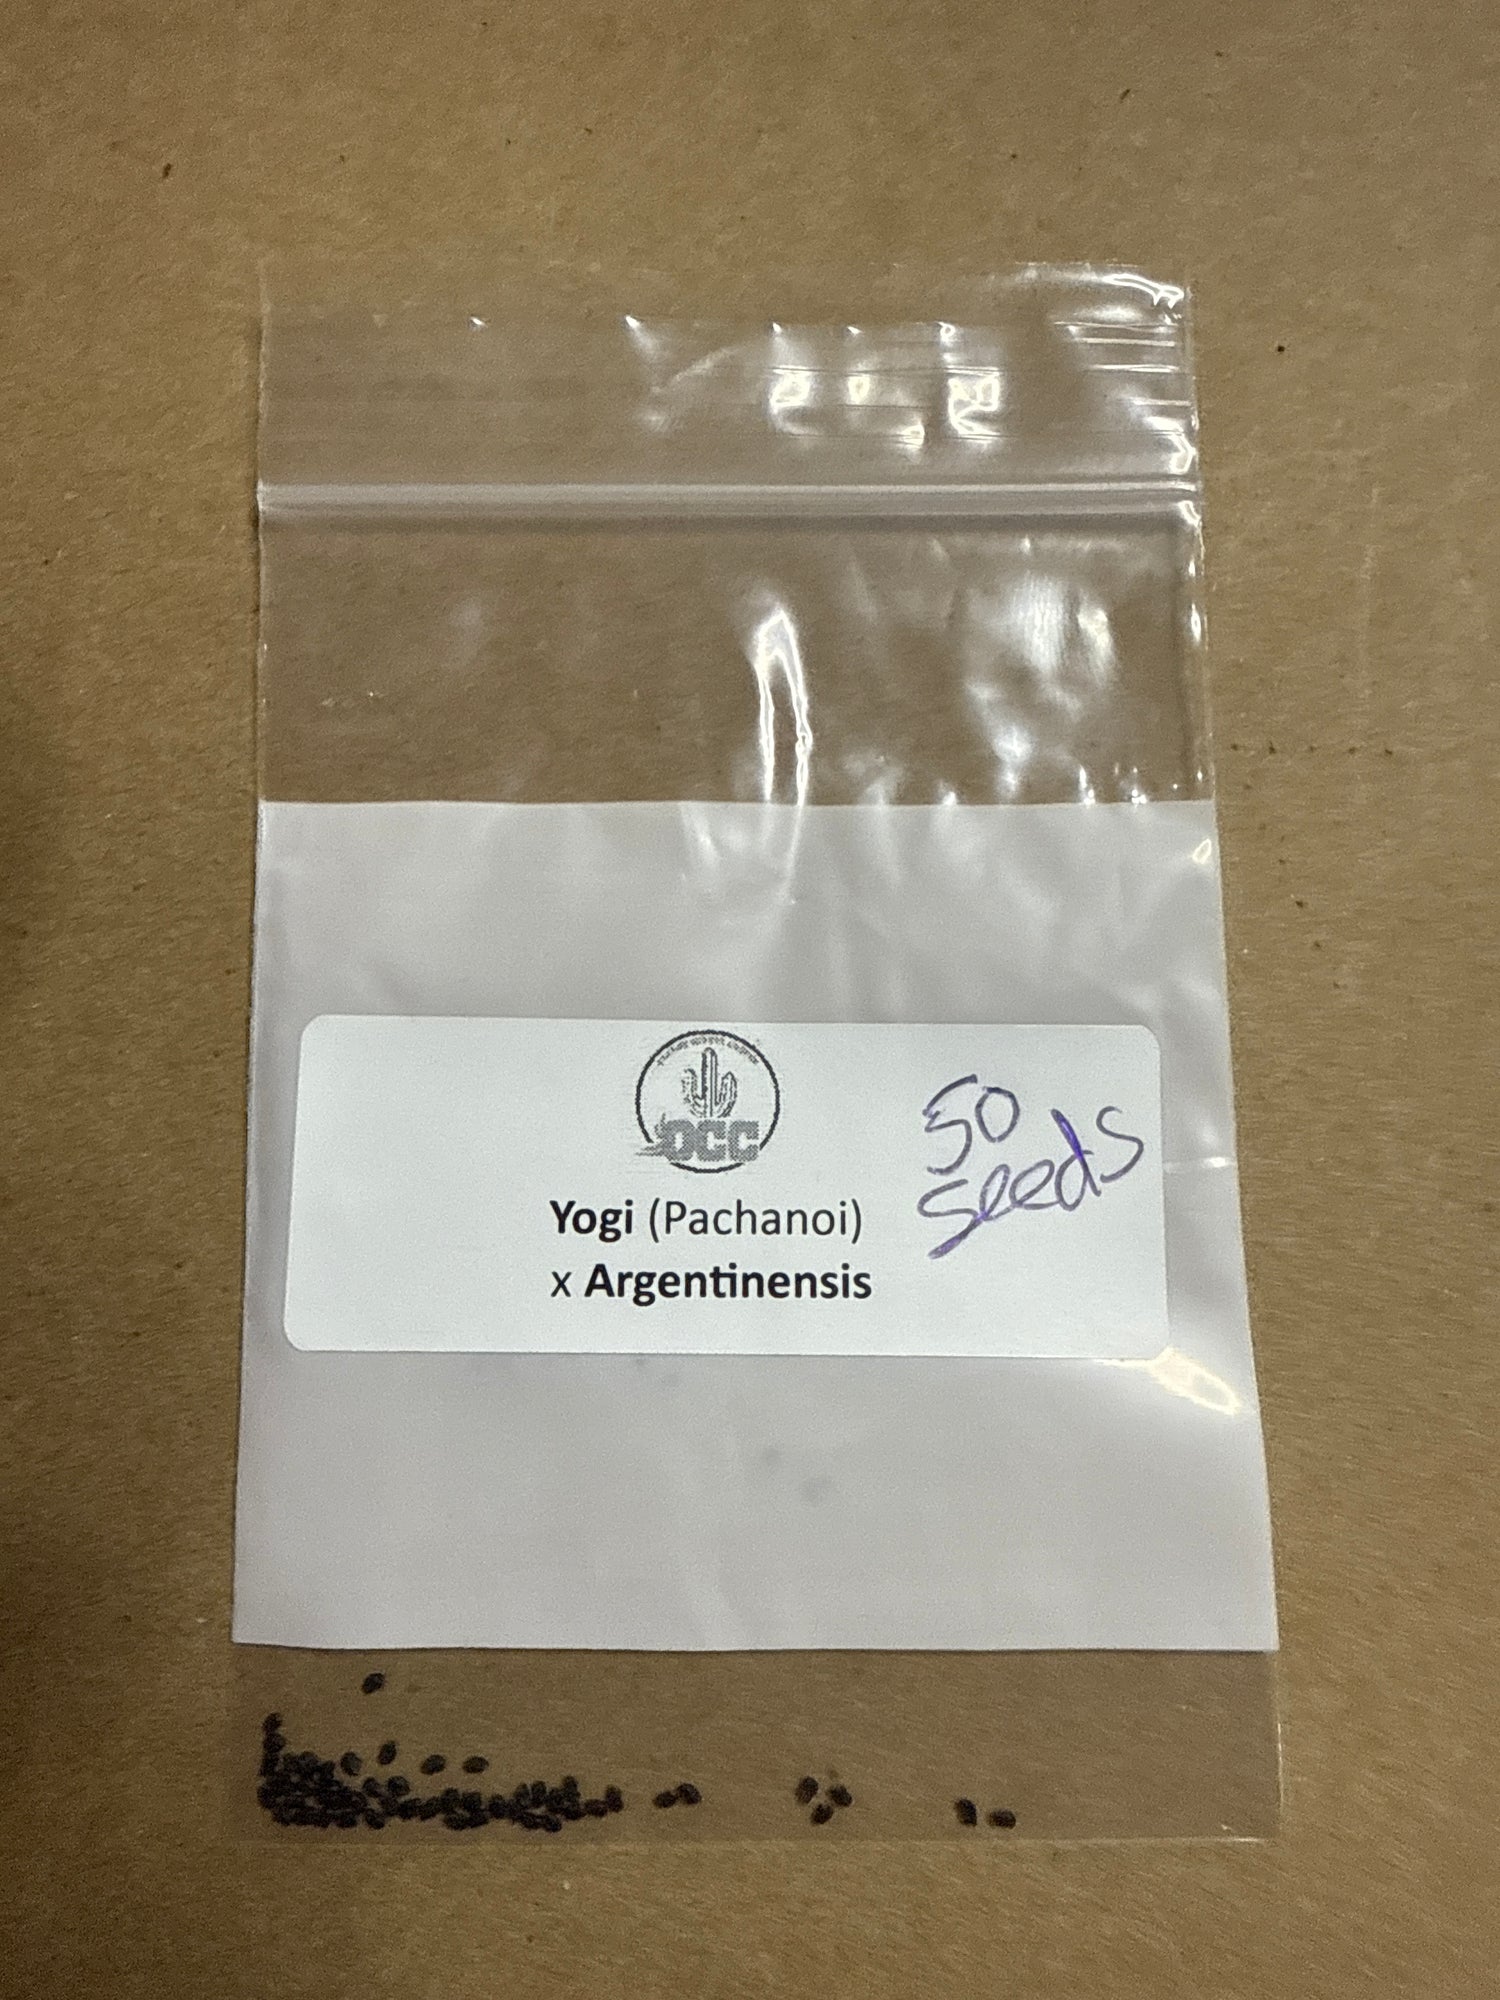 OCC
Yogi (Pachanoi)
x Argentinensis
50
seeds